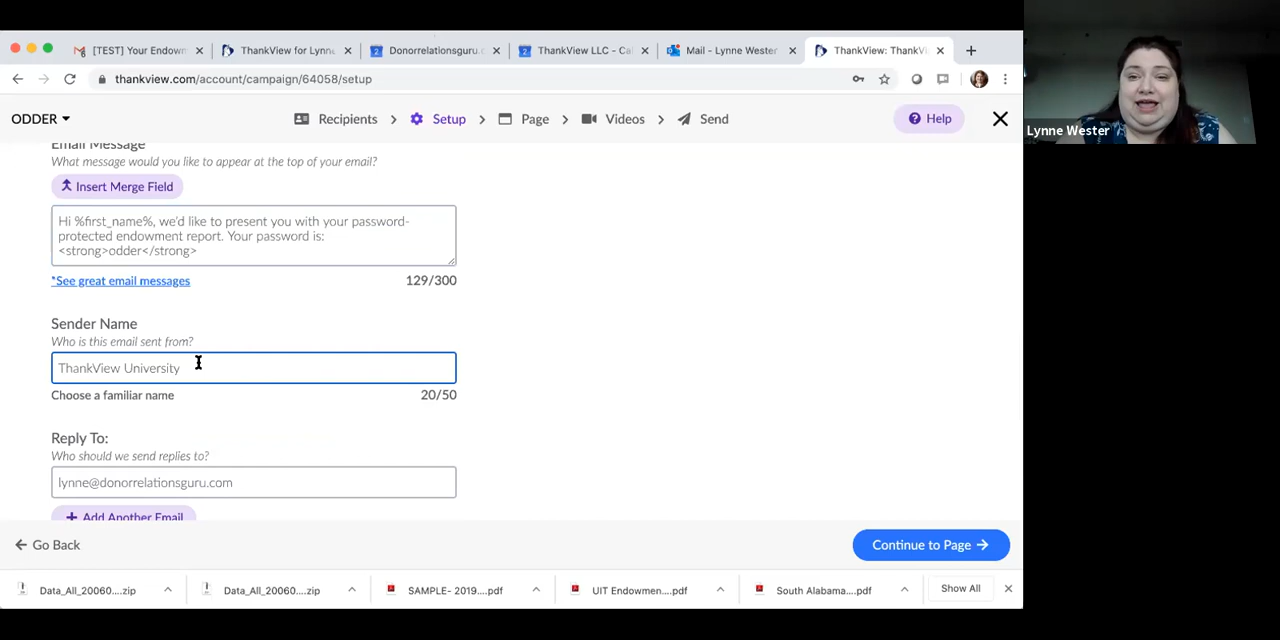 [TEST] Your Endowm
ThankView for Lynne
Donorrelationsguru.c
ThankView LLC - Cal
Mail - Lynne Wester
ThankView: ThankVi
thankview.com/account/campaign/64058/setup
ODDER
Recipients
Setup
Page
Videos
Send
Help
Lynne Wester
Email Message
What message would you like to appear at the top of your email?
Insert Merge Field
Hi %first_name%, we'd like to present you with your password-
protected endowment report. Your password is:
<strong>odder</strong>
*See great email messages
129/300
Sender Name
Who is this email sent from?
ThankView University
Choose a familiar name
20/50
Reply To:
Who should we send replies to?
lynne@donorrelationsguru.com
+ Add Another Email
Go Back
Continue to Page
Data_All_20060....zip
Data_All_20060....zip
SAMPLE- 2019....pdf
UIT Endowmen....pdf
South Alabama....pdf
Show All